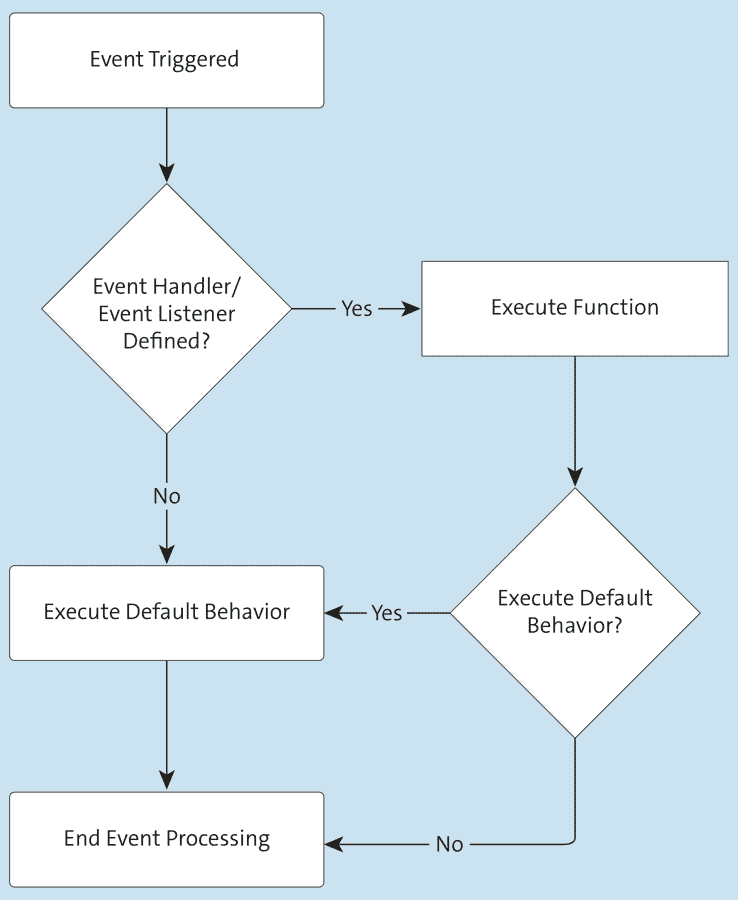 Event Triggered
Event Handler/
Event Listener
Defined?
Yes
Execute Function
No
Execute Default Behavior
Yes
Execute Default
Behavior?
End Event Processing
No